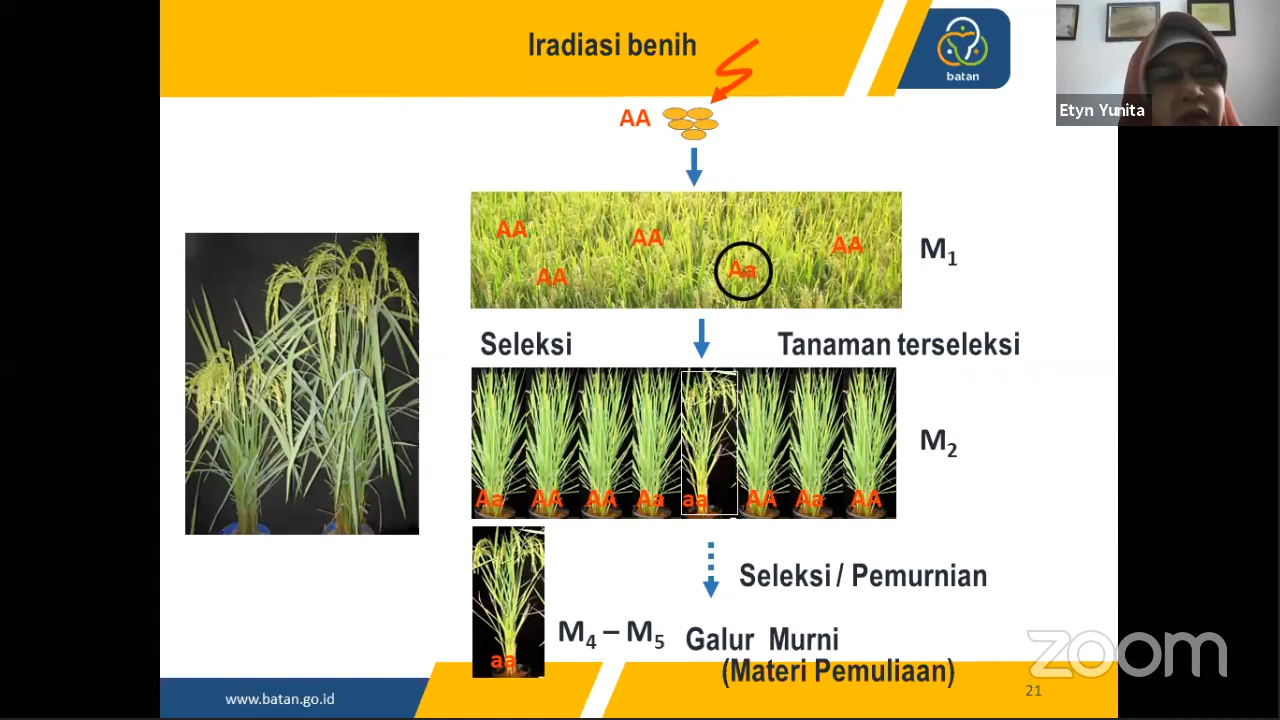 Iradiasi benih
batan
Etyn Yunita
AA
AA
AA
AA
AA
Aa
M1
Seleksi
Tanaman terseleksi
Aa
AA
AA
Aa
aa
AA
Aa
AA
M2
Seleksi / Pemurnian
aa
M4 – M5
Galur Murni
(Materi Pemuliaan)
www.batan.go.id
21
zoom